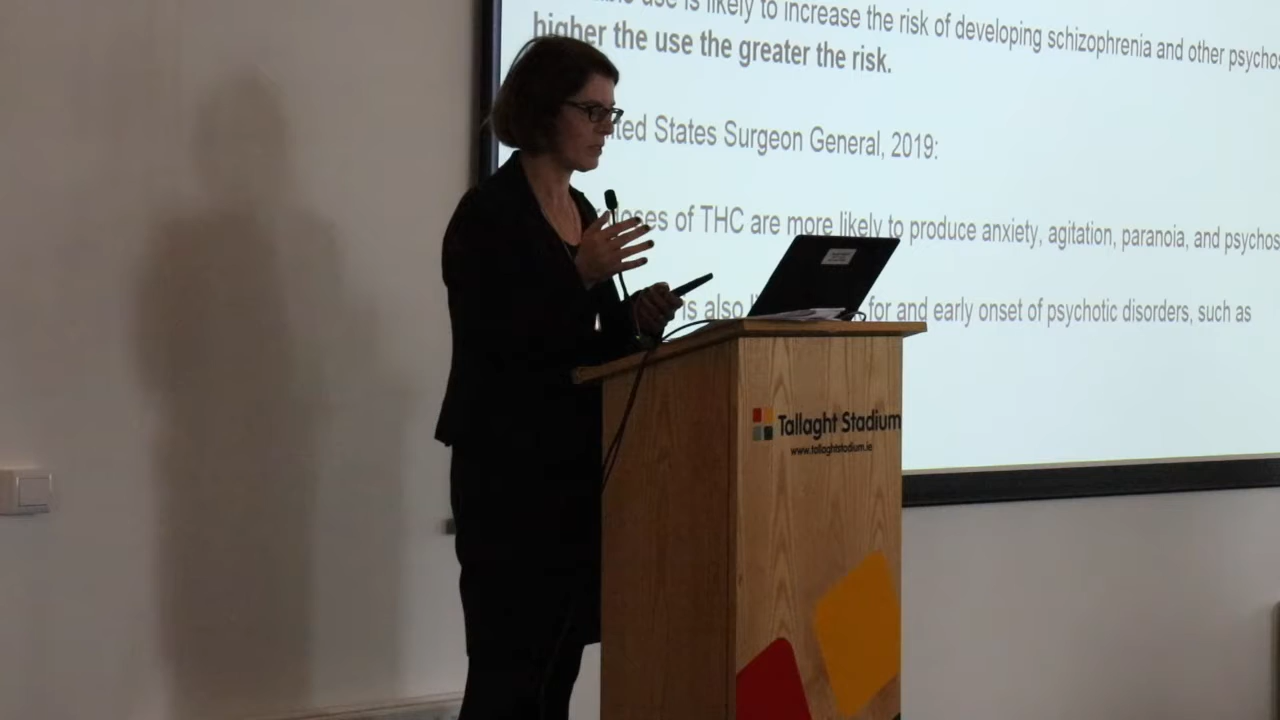 use is likely to increase the risk of developing schizophrenia and other psychos
higher the use the greater the risk.
ted States Surgeon General, 2019:
oses of THC are more likely to produce anxiety, agitation, paranoia, and psychos
is also for and early onset of psychotic disorders, such as
Tallaght Stadium
www.tallaghtstadium.ie